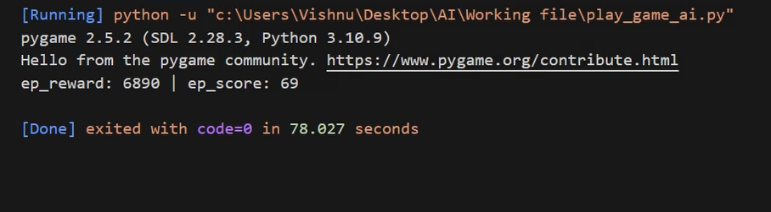 [Running] python -u "c:\Users\Vishnu\Desktop\AI\Working file\play_game_ai.py"
pygame 2.5.2 (SDL 2.28.3, Python 3.10.9)
Hello from the pygame community. https://www.pygame.org/contribute.html
ep_reward: 6890 | ep_score: 69
[Done] exited with code=0 in 78.027 seconds